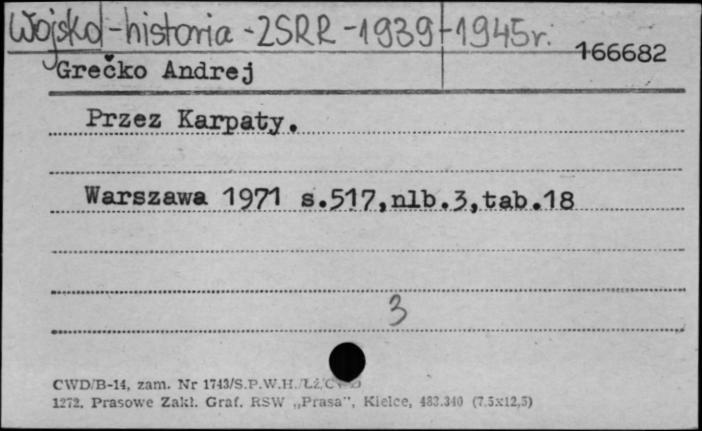 Wojsko-historia-ZSRR-1939-1945r.
166682
Grečko Andrej
Przez Karpaty.
Warszawa 1971 s.517,nlb.3,tab.18
3
CWD/B-14, zam. Nr 1743/S.P.W.H.
1272. Prasowe Zakł. Graf. RSW „Prasa", Kielce, 483.340 (7,5x12,5)